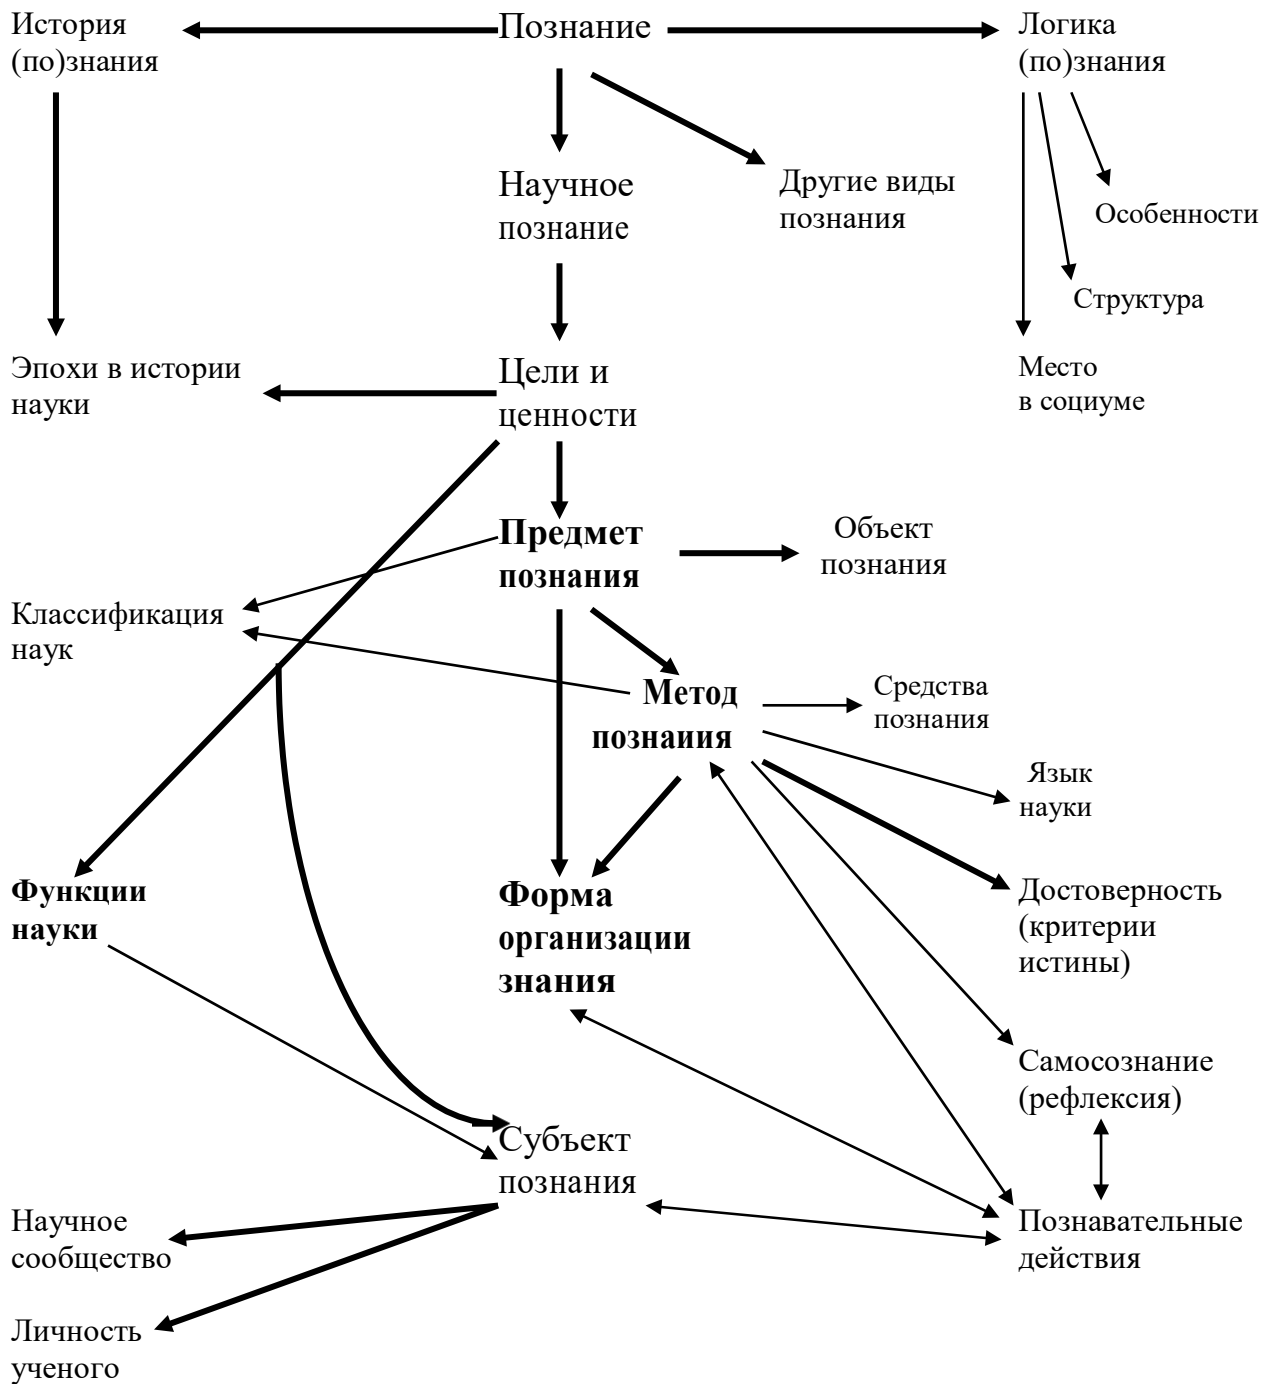 История
(по)знания
Познание
Логика
(по)знания
Научное
познание
Другие виды
познания
Особенности
Структура
Эпохи в истории
науки
Цели и
ценности
Место
в социуме
Предмет
познания
Объект
познания
Классификация
наук
Метод
познаиия
Средства
познания
Язык
науки
Функции
науки
Форма
организации
знания
Достоверность
(критерии
истины)
Самосознание
(рефлексия)
Субъект
познания
Научное
сообщество
Познавательные
действия
Личность
ученого